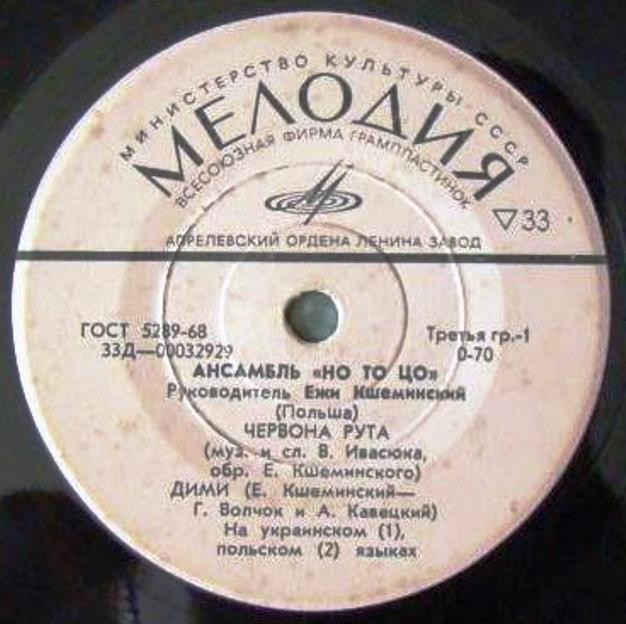 МИНИСТЕРСТВО КУЛЬТУРЫ СССР
МЕЛОДИЯ
ВСЕСОЮЗНАЯ ФИРМА ГРАМПЛАСТИНОК
▽33
АПРЕЛЕВСКИЙ ОРДЕНА ЛЕНИНА ЗАВОД
ГОСТ 5289-68
Третья гр.-1
33Д—00032929
0-70
АНСАМБЛЬ «НО ТО ЦО»
Руководитель Ежи Кшеминский
(Польша)
ЧЕРВОНА РУТА
(муз. и сл. В. Ивасюка,
обр. Е. Кшеминского)
ДИМИ (Е. Кшеминский—
Г. Волчок и А. Кавецкий)
На украинском (1),
польском (2) языках